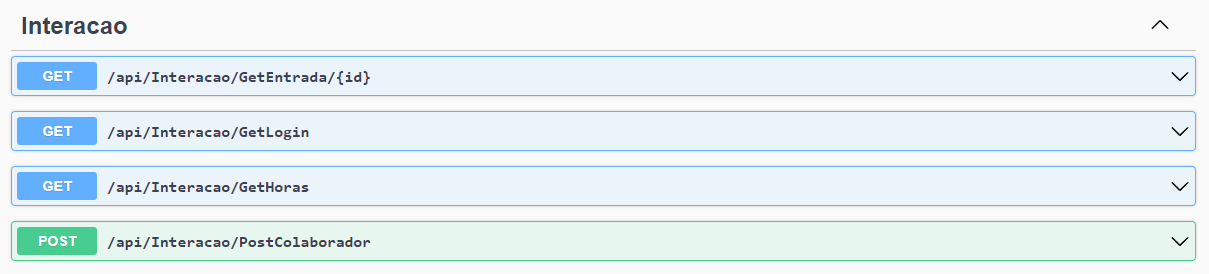 Interacao
GET /api/Interacao/GetEntrada/{id}
GET /api/Interacao/GetLogin
GET /api/Interacao/GetHoras
POST /api/Interacao/PostColaborador